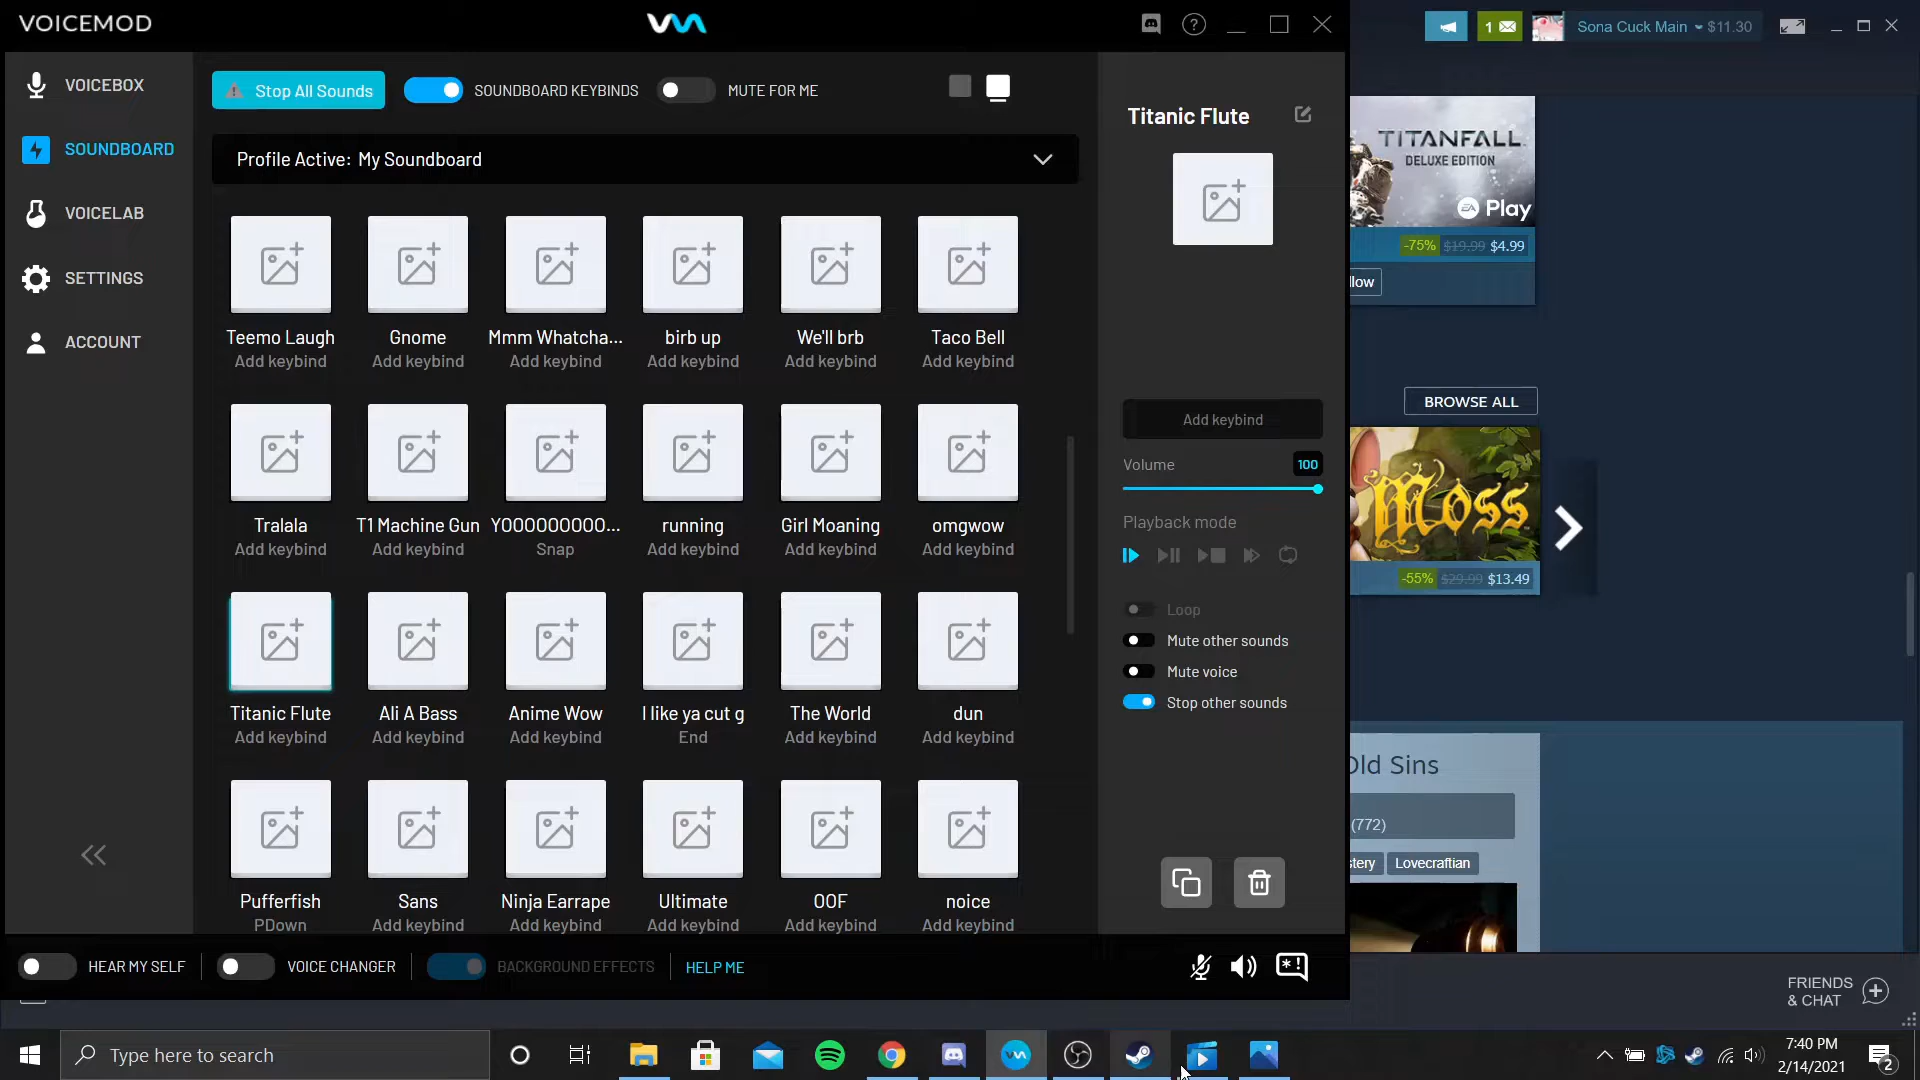 VOICEMOD
1
Sona Cuck Main
$11.30
VOICEBOX
SOUNDBOARD
VOICELAB
SETTINGS
ACCOUNT
Stop All Sounds
SOUNDBOARD KEYBINDS
MUTE FOR ME
Profile Active: My Soundboard
Teemo Laugh
Add keybind
Gnome
Add keybind
Mmm Whatcha...
Add keybind
birb up
Add keybind
We'll brb
Add keybind
Taco Bell
Add keybind
Tralala
Add keybind
T1 Machine Gun
Add keybind
YOOOOOOOOO...
Snap
running
Add keybind
Girl Moaning
Add keybind
omgwow
Add keybind
Titanic Flute
Add keybind
Ali A Bass
Add keybind
Anime Wow
Add keybind
I like ya cut g
End
The World
Add keybind
dun
Add keybind
Pufferfish
PDown
Sans
Add keybind
Ninja Earrape
Add keybind
Ultimate
Add keybind
OOF
Add keybind
noice
Add keybind
Titanic Flute
Add keybind
Volume
100
Playback mode
Loop
Mute other sounds
Mute voice
Stop other sounds
HEAR MY SELF
VOICE CHANGER
BACKGROUND EFFECTS
HELP ME
TITANFALL
DELUXE EDITION
EA Play
-75% $19.99 $4.99
llow
BROWSE ALL
Moss
-55% $29.99 $13.49
Old Sins
(772)
stery
Lovecraftian
FRIENDS
& CHAT
Type here to search
7:40 PM
2/14/2021
2